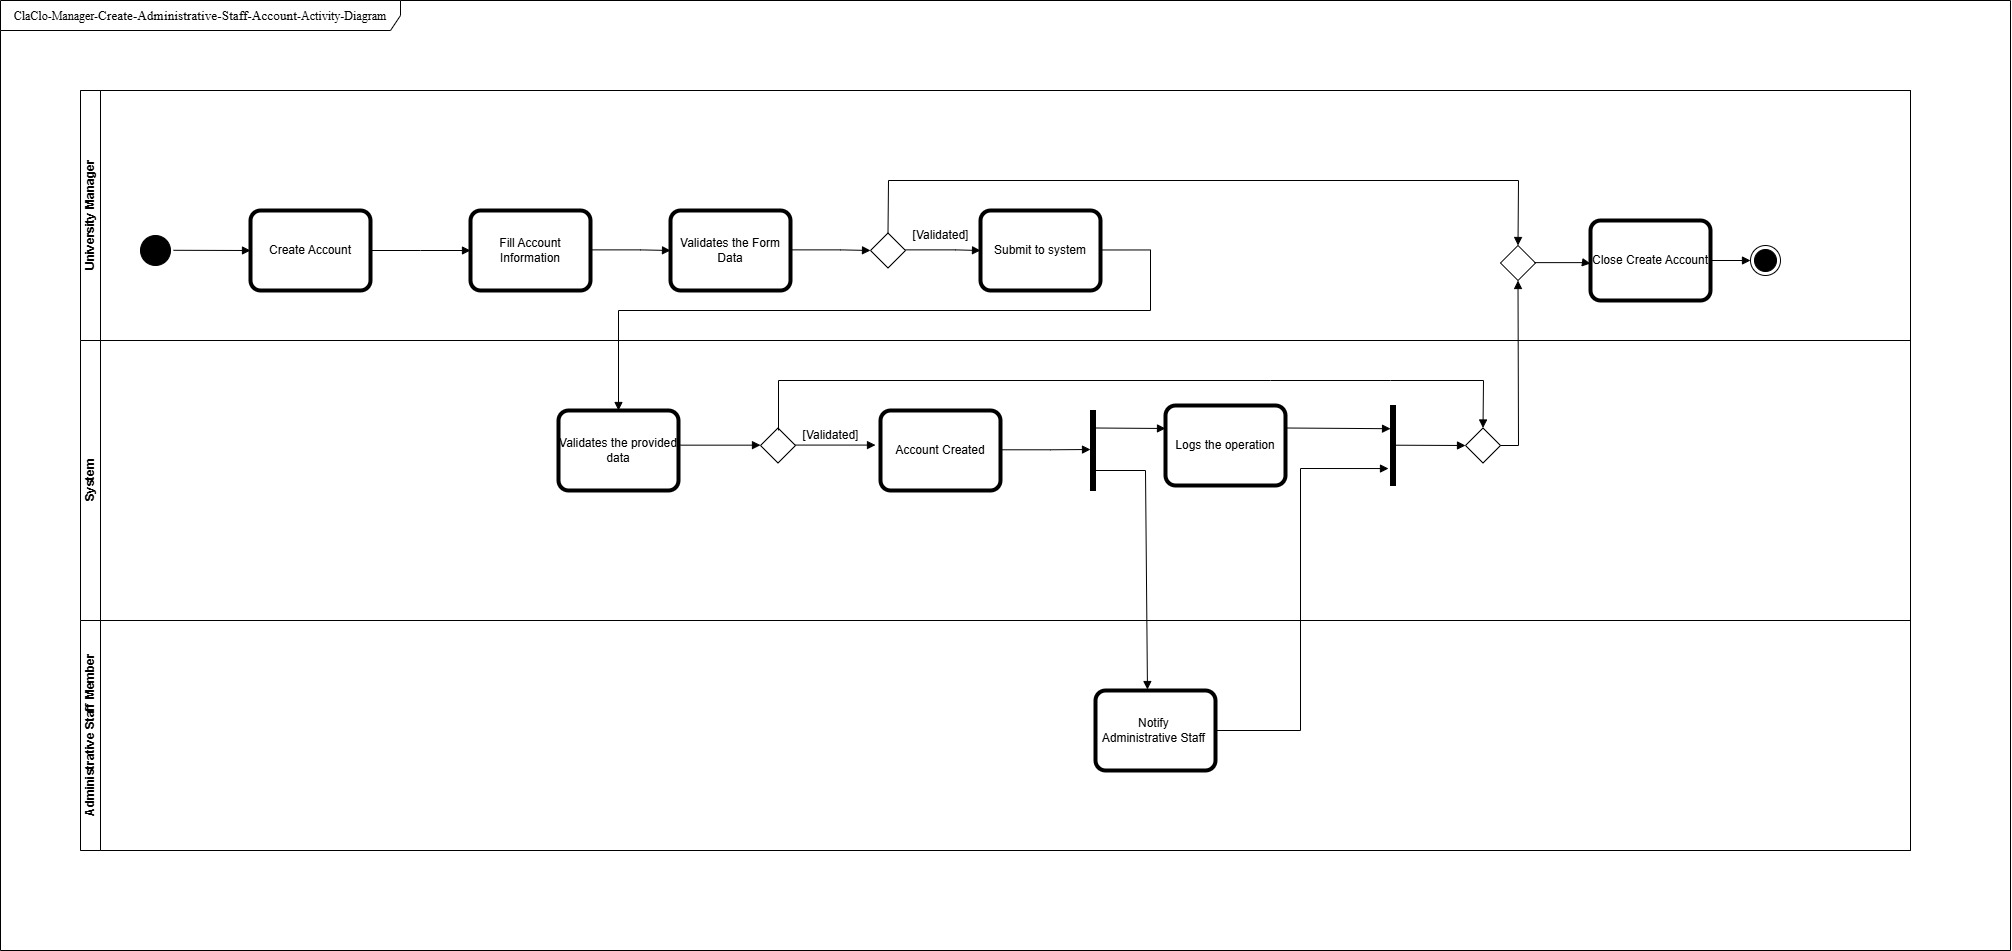 ClaClo-Manager-Create-Administrative-Staff-Account-Activity-Diagram
University Manager
Create Account
Fill Account
Information
Validates the Form
Data
[Validated]
Submit to system
Close Create Account
System
Validates the provided
data
[Validated]
Account Created
Logs the operation
Administrative Staff Member
Notify
Administrative Staff